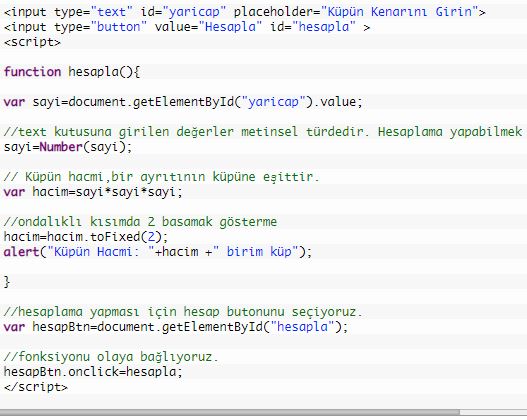 <input type="text" id="yaricap" placeholder="Küpün Kenarını Girin">
<input type="button" value="Hesapla" id="hesapla" >
<script>
function hesapla(){
var sayi=document.getElementById("yaricap").value;
//text kutusuna girilen değerler metinsel türdedir. Hesaplama yapabilmek
sayi=Number(sayi);
// Küpün hacmi,bir ayrıtının küpüne eşittir.
var hacim=sayi*sayi*sayi;
//ondalıklı kısımda 2 basamak gösterme
hacim=hacim.toFixed(2);
alert("Küpün Hacmi: "+hacim +" birim küp");
}
//hesaplama yapması için hesap butonunu seçiyoruz.
var hesapBtn=document.getElementById("hesapla");
//fonksiyonu olaya bağlıyoruz.
hesapBtn.onclick=hesapla;
</script>